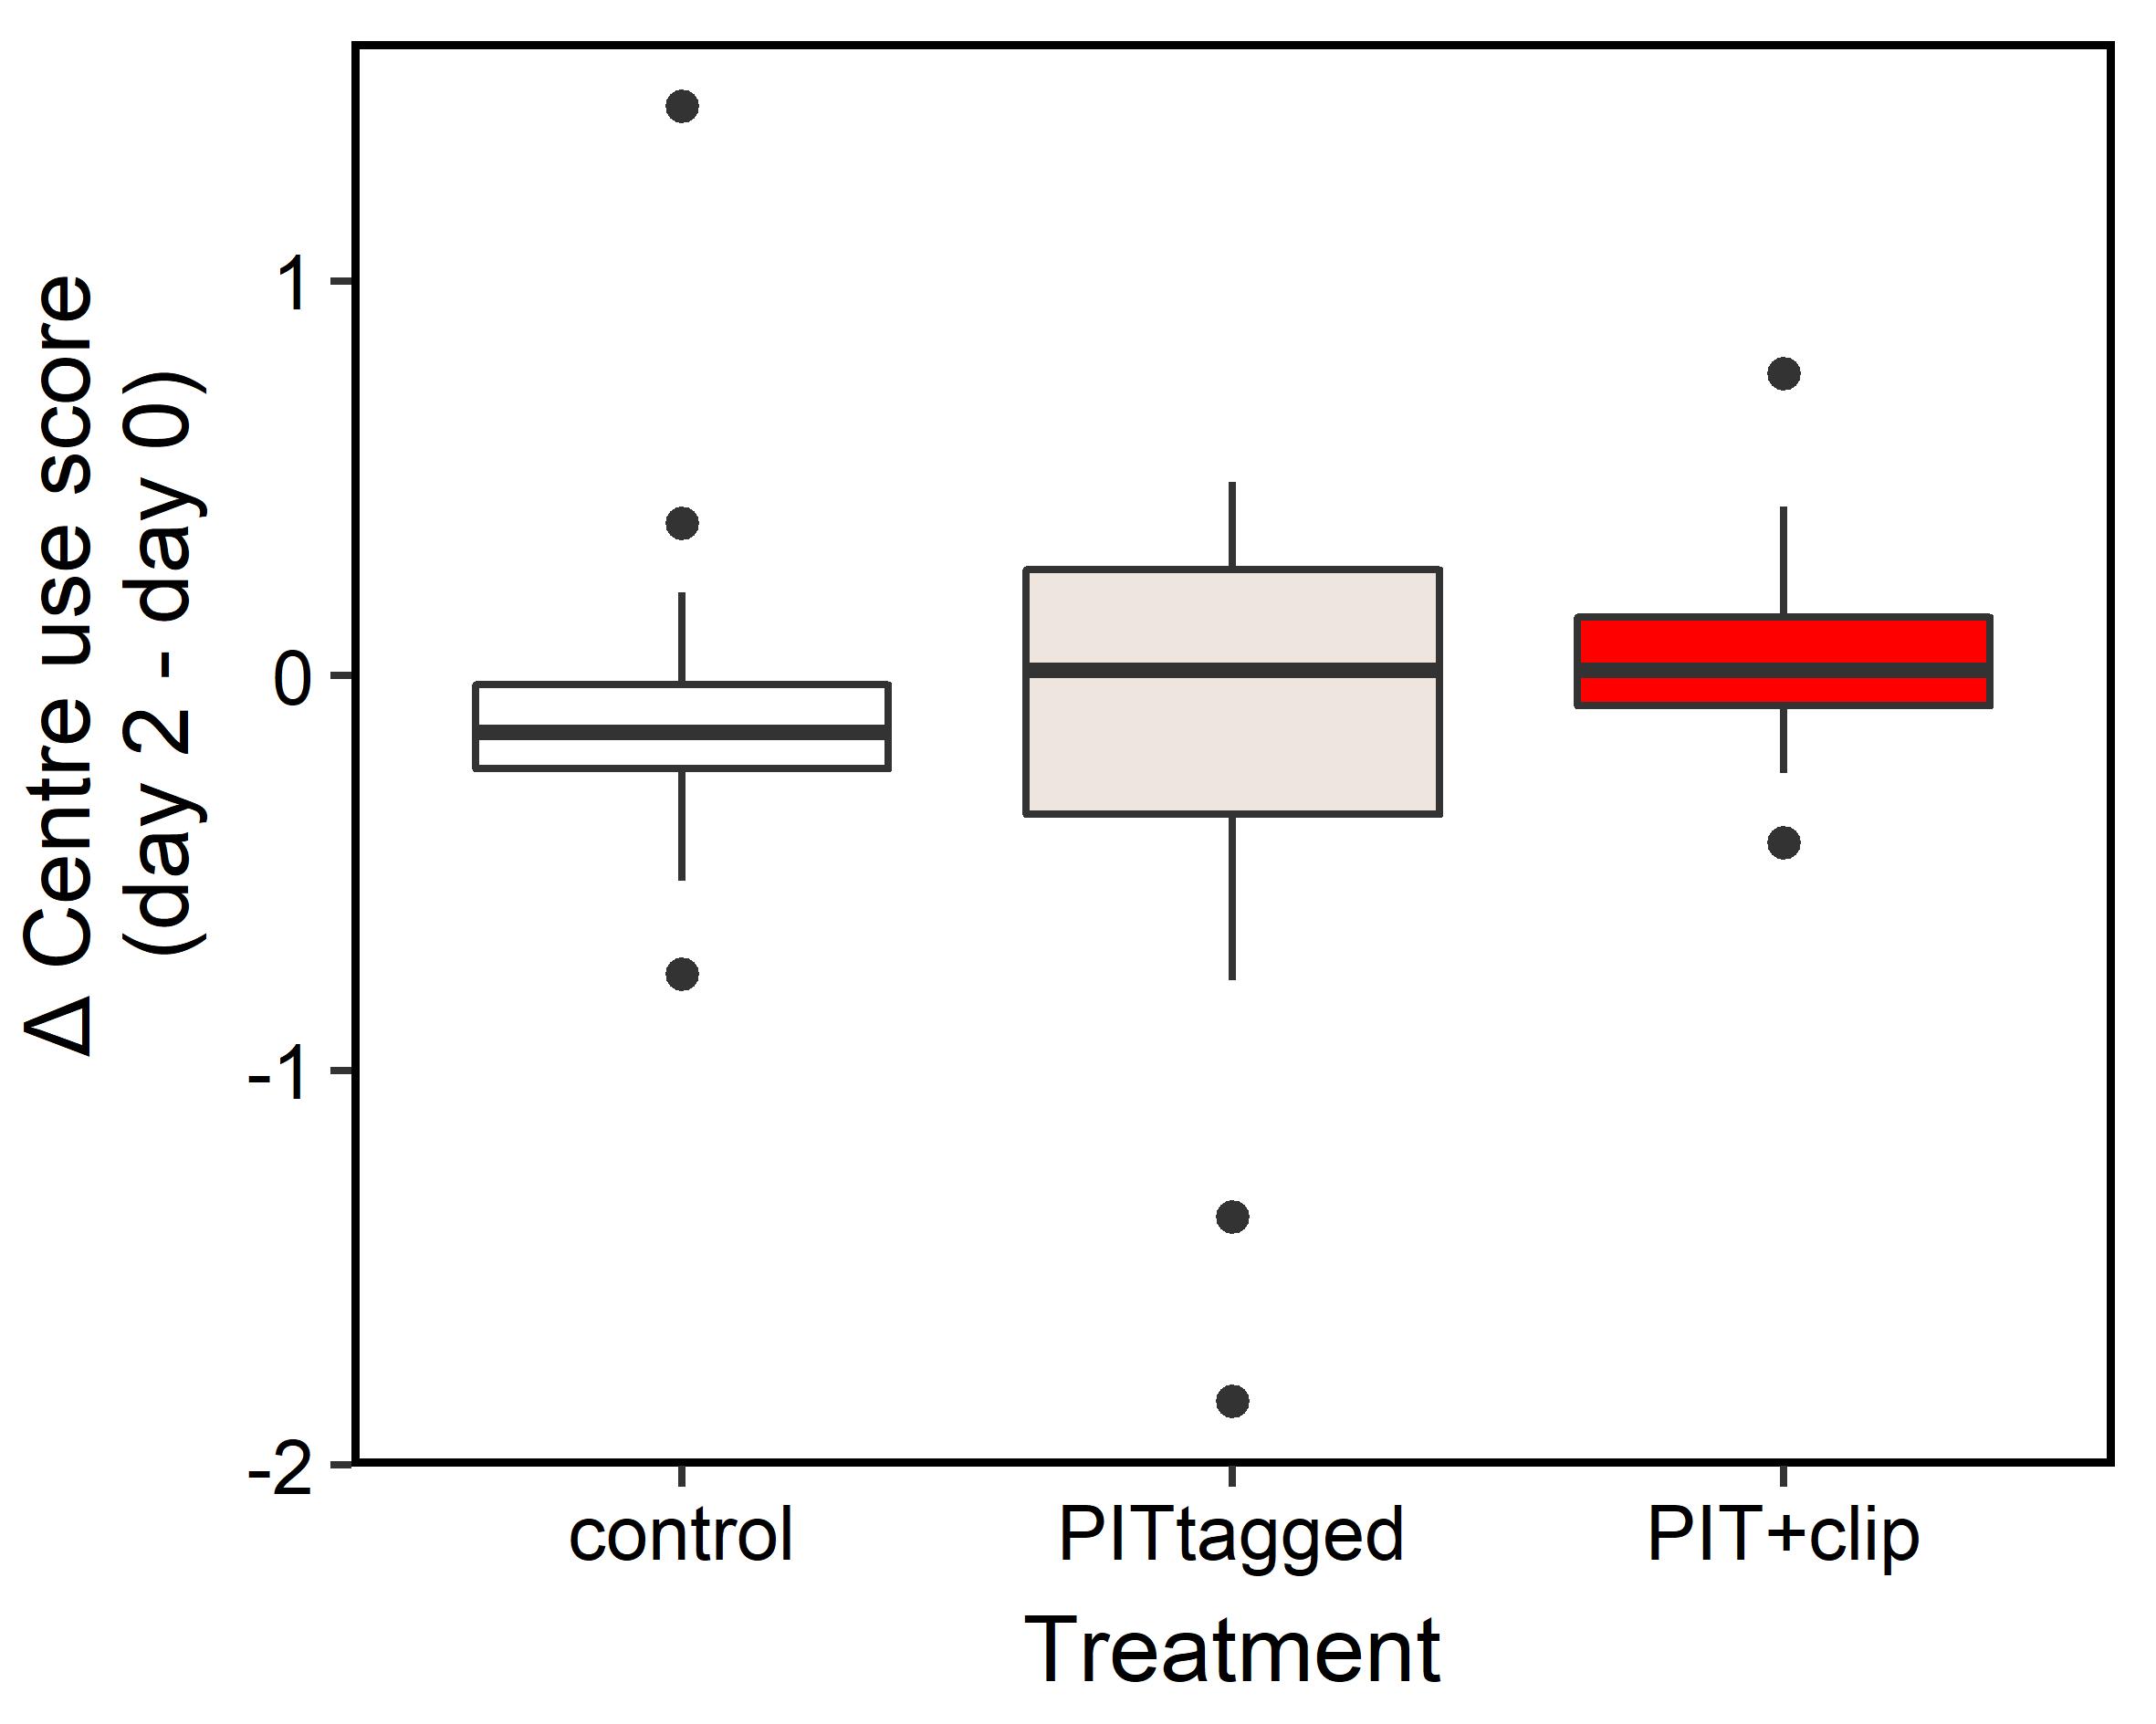 Δ Centre use score
(day 2 - day 0)
1
0
-1
-2
control
PITtagged
PIT+clip
Treatment